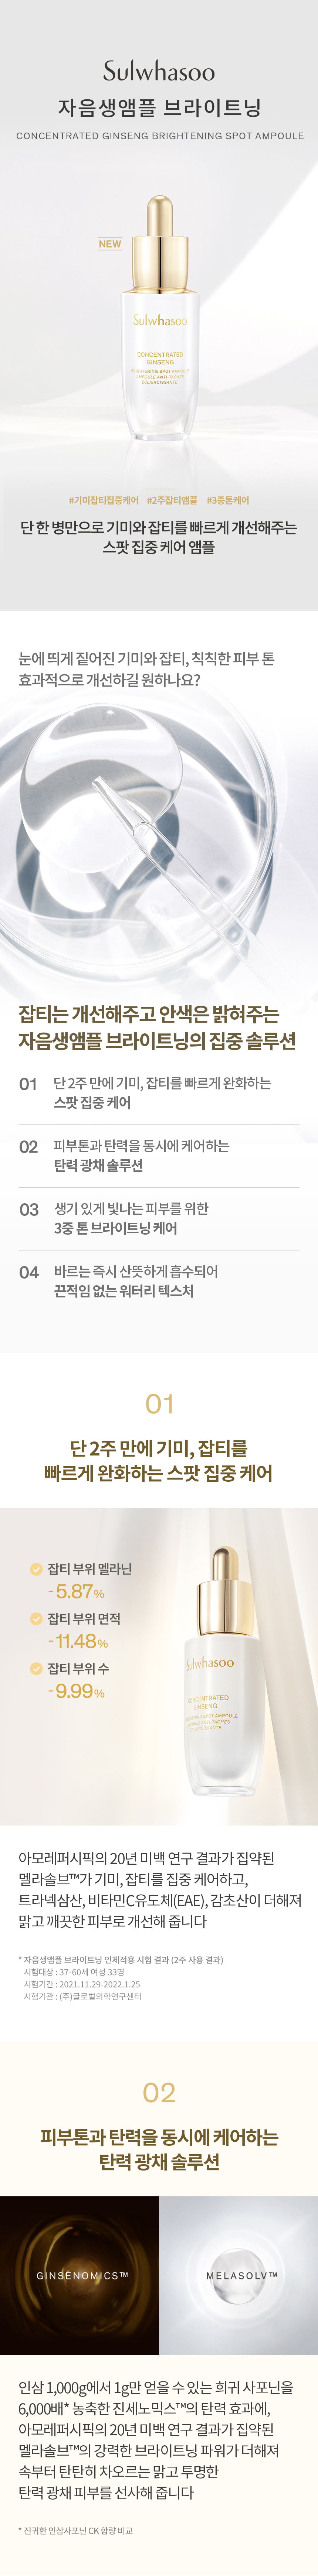 Sulwhasoo
자음생앰플 브라이트닝
CONCENTRATED GINSENG BRIGHTENING SPOT AMPOULE
NEW
Sulwhasoo
CONCENTRATED
GINSENG
BRIGHTENING SPOT AMPOULE
AMPOULE ANTI-TACHES
ÉCLAIRCISSANTE
#기미잡티집중케어 #2주잡티앰플 #3중톤케어
단 한 병만으로 기미와 잡티를 빠르게 개선해주는
스팟 집중 케어 앰플
눈에 띄게 짙어진 기미와 잡티, 칙칙한 피부 톤
효과적으로 개선하길 원하나요?
잡티는 개선해주고 안색은 밝혀주는
자음생앰플 브라이트닝의 집중 솔루션
01 단 2주 만에 기미, 잡티를 빠르게 완화하는
스팟 집중 케어
02 피부톤과 탄력을 동시에 케어하는
탄력 광채 솔루션
03 생기 있게 빛나는 피부를 위한
3중 톤 브라이트닝 케어
04 바르는 즉시 산뜻하게 흡수되어
끈적임 없는 워터리 텍스처
01
단 2주 만에 기미, 잡티를
빠르게 완화하는 스팟 집중 케어
잡티 부위 멜라닌
-5.87%
잡티 부위 면적
-11.48%
잡티 부위 수
-9.99%
Sulwhasoo
CONCENTRATED
GINSENG
BRIGHTENING SPOT AMPOULE
AMPOULE ANTI-TACHES
ÉCLAIRCISSANTE
아모레퍼시픽의 20년 미백 연구 결과가 집약된
멜라솔브™가 기미, 잡티를 집중 케어하고,
트라넥삼산, 비타민C유도체(EAE), 감초산이 더해져
맑고 깨끗한 피부로 개선해 줍니다
* 자음생앰플 브라이트닝 인체적용 시험 결과 (2주 사용 결과)
시험대상 : 37-60세 여성 33명
시험기간 : 2021.11.29-2022.1.25
시험기관 : (주)글로벌의학연구센터
02
피부톤과 탄력을 동시에 케어하는
탄력 광채 솔루션
GINSENOMICS™
MELASOLV™
인삼 1,000g에서 1g만 얻을 수 있는 희귀 사포닌을
6,000배* 농축한 진세노믹스™의 탄력 효과에,
아모레퍼시픽의 20년 미백 연구 결과가 집약된
멜라솔브™의 강력한 브라이트닝 파워가 더해져
속부터 탄탄히 차오르는 맑고 투명한
탄력 광채 피부를 선사해 줍니다
* 진귀한 인삼사포닌 CK 함량 비교